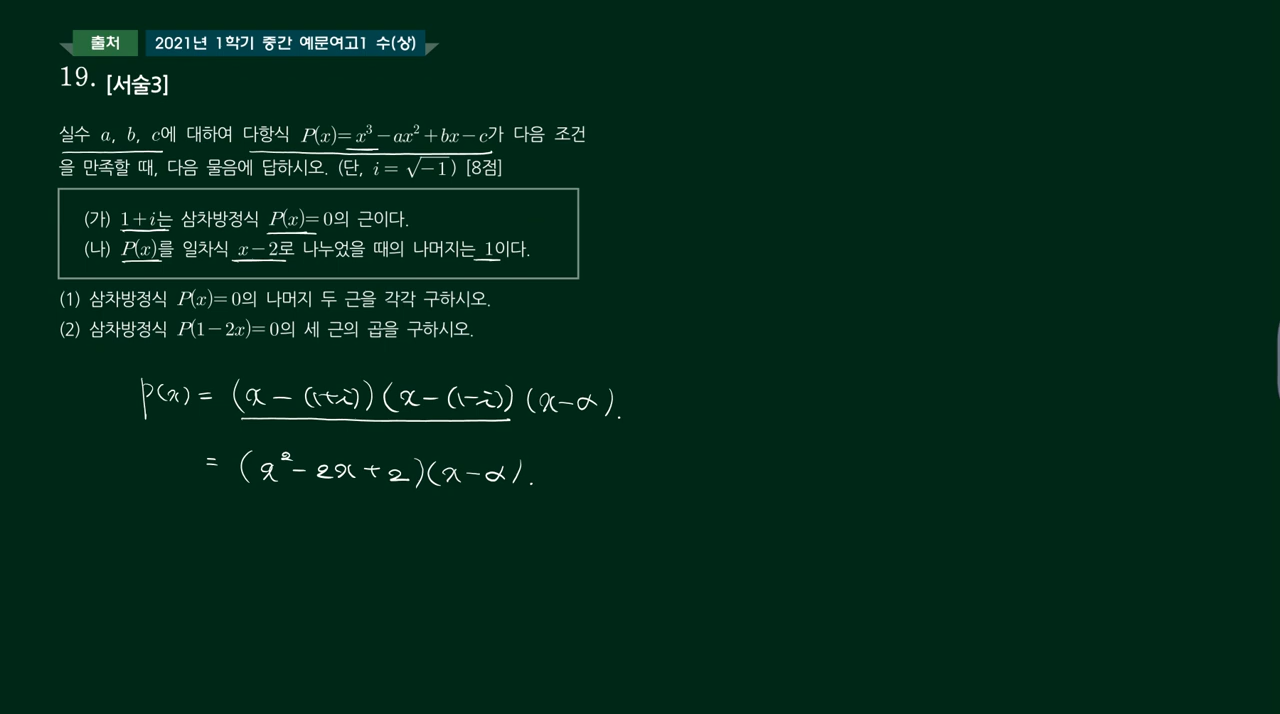 출처 2021년 1학기 중간 예문여고1 수(상)
19. [서술3]
실수 a, b, c에 대하여 다항식 P(x)=x³-ax²+bx-c가 다음 조건
을 만족할 때, 다음 물음에 답하시오. (단, i=√-1) [8점]
(가) 1+i는 삼차방정식 P(x)=0의 근이다.
(나) P(x)를 일차식 x-2로 나누었을 때의 나머지는 1이다.
(1) 삼차방정식 P(x)=0의 나머지 두 근을 각각 구하시오.
(2) 삼차방정식 P(1-2x)=0의 세 근의 곱을 구하시오.
P(x) = (x-(1+i))(x-(1-i))(x-α).
= (x²-2x+2)(x-α).